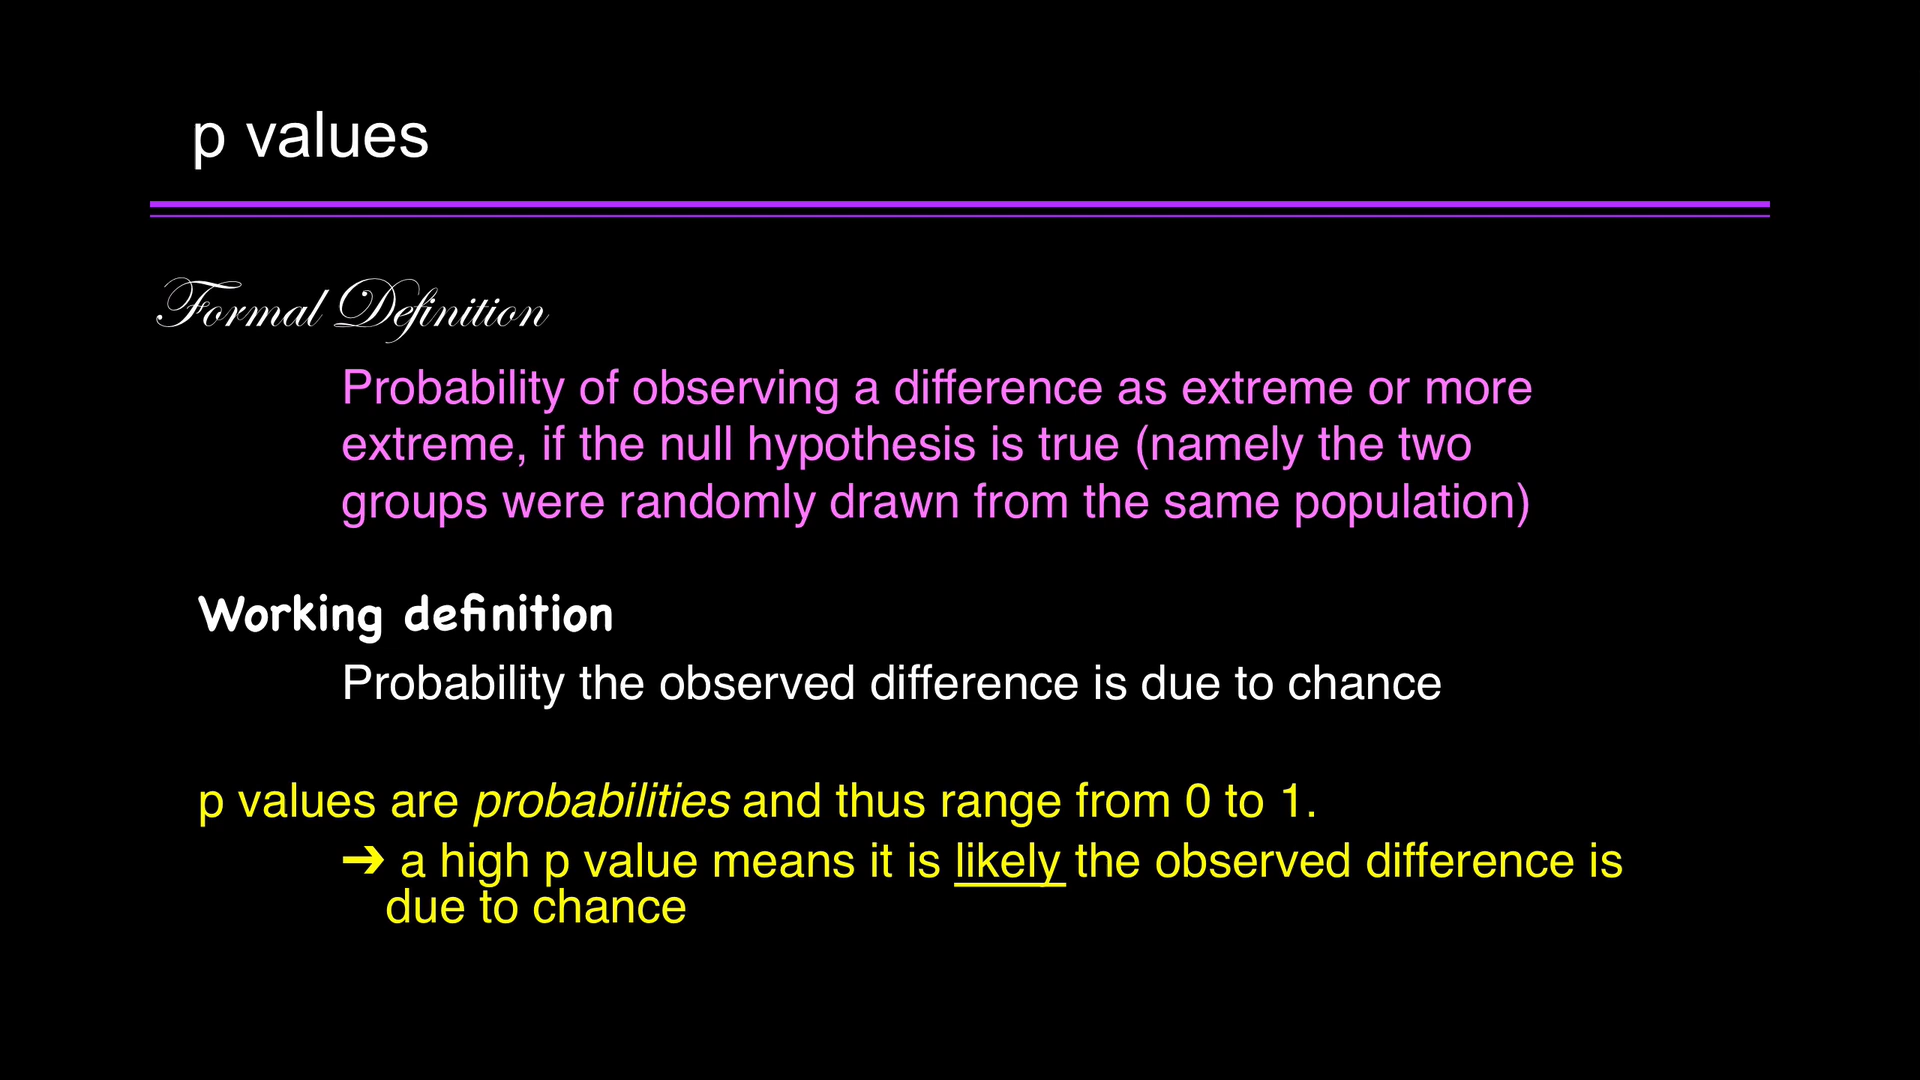 p values
Formal Definition
Probability of observing a difference as extreme or more
extreme, if the null hypothesis is true (namely the two
groups were randomly drawn from the same population)
Working definition
Probability the observed difference is due to chance
p values are probabilities and thus range from 0 to 1.
➔ a high p value means it is likely the observed difference is
due to chance